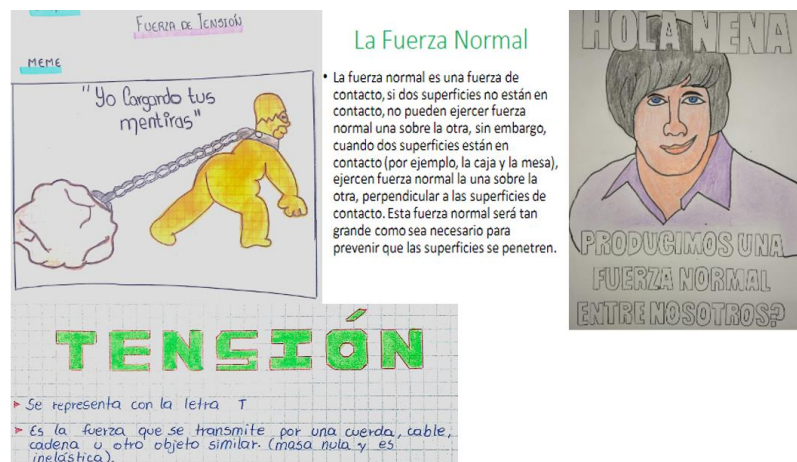 FUERZA DE TENSIÓN
MEME
"Yo Cargando tus
mentiras"
La Fuerza Normal
• La fuerza normal es una fuerza de
contacto, si dos superficies no están en
contacto, no pueden ejercer fuerza
normal una sobre la otra, sin embargo,
cuando dos superficies están en
contacto (por ejemplo, la caja y la mesa),
ejercen fuerza normal la una sobre la
otra, perpendicular a las superficies de
contacto. Esta fuerza normal será tan
grande como sea necesario para
prevenir que las superficies se penetren.
HOLA NENA
PRODUCIMOS UNA
FUERZA NORMAL
ENTRE NOSOTROS?
TENSIÓN
Se representa con la letra T
Es la fuerza que se transmite por una cuerda, cable,
cadena u otro objeto similar. (masa nula y es
inelástica).